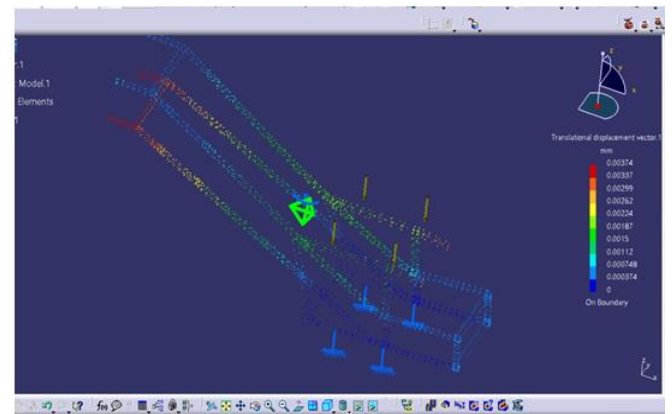 r.1
Model.1
Elements
1
z
y
x
Translational displacement vector.1
mm
0.00374
0.00337
0.00299
0.00262
0.00224
0.00187
0.0015
0.00112
0.000748
0.000374
0
On Boundary
z
y